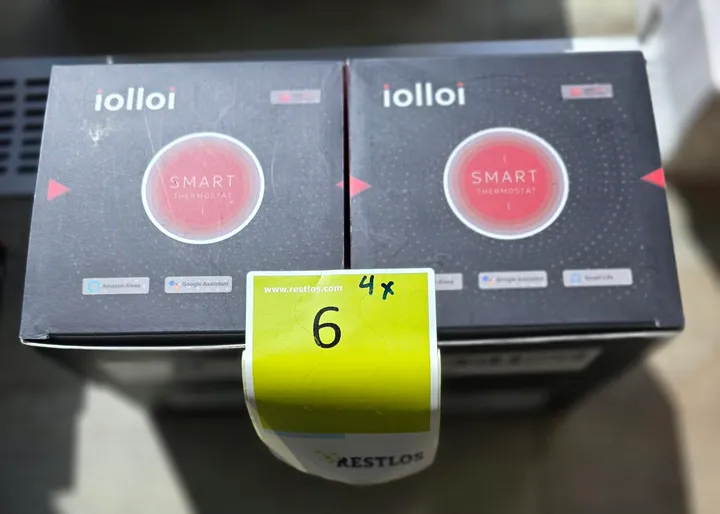 iolloi
SMART
THERMOSTAT
Amazon Alexa
Google Assistant
iolloi
SMART
THERMOSTAT
Alexa
Google Assistant
Smart Life
www.restlos.com
4x
6
RESTLOS